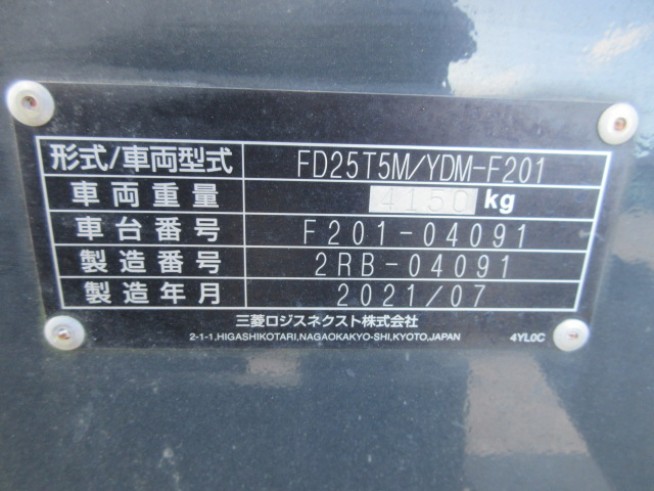 形式/車両型式 FD25T5M/YDM-F201
車両重量 4150 kg
車台番号 F201-04091
製造番号 2RB-04091
製造年月 2021/07
三菱ロジスネクスト株式会社
2-1-1,HIGASHIKOTARI,NAGAOKAKYO-SHI,KYOTO,JAPAN 4YL0C